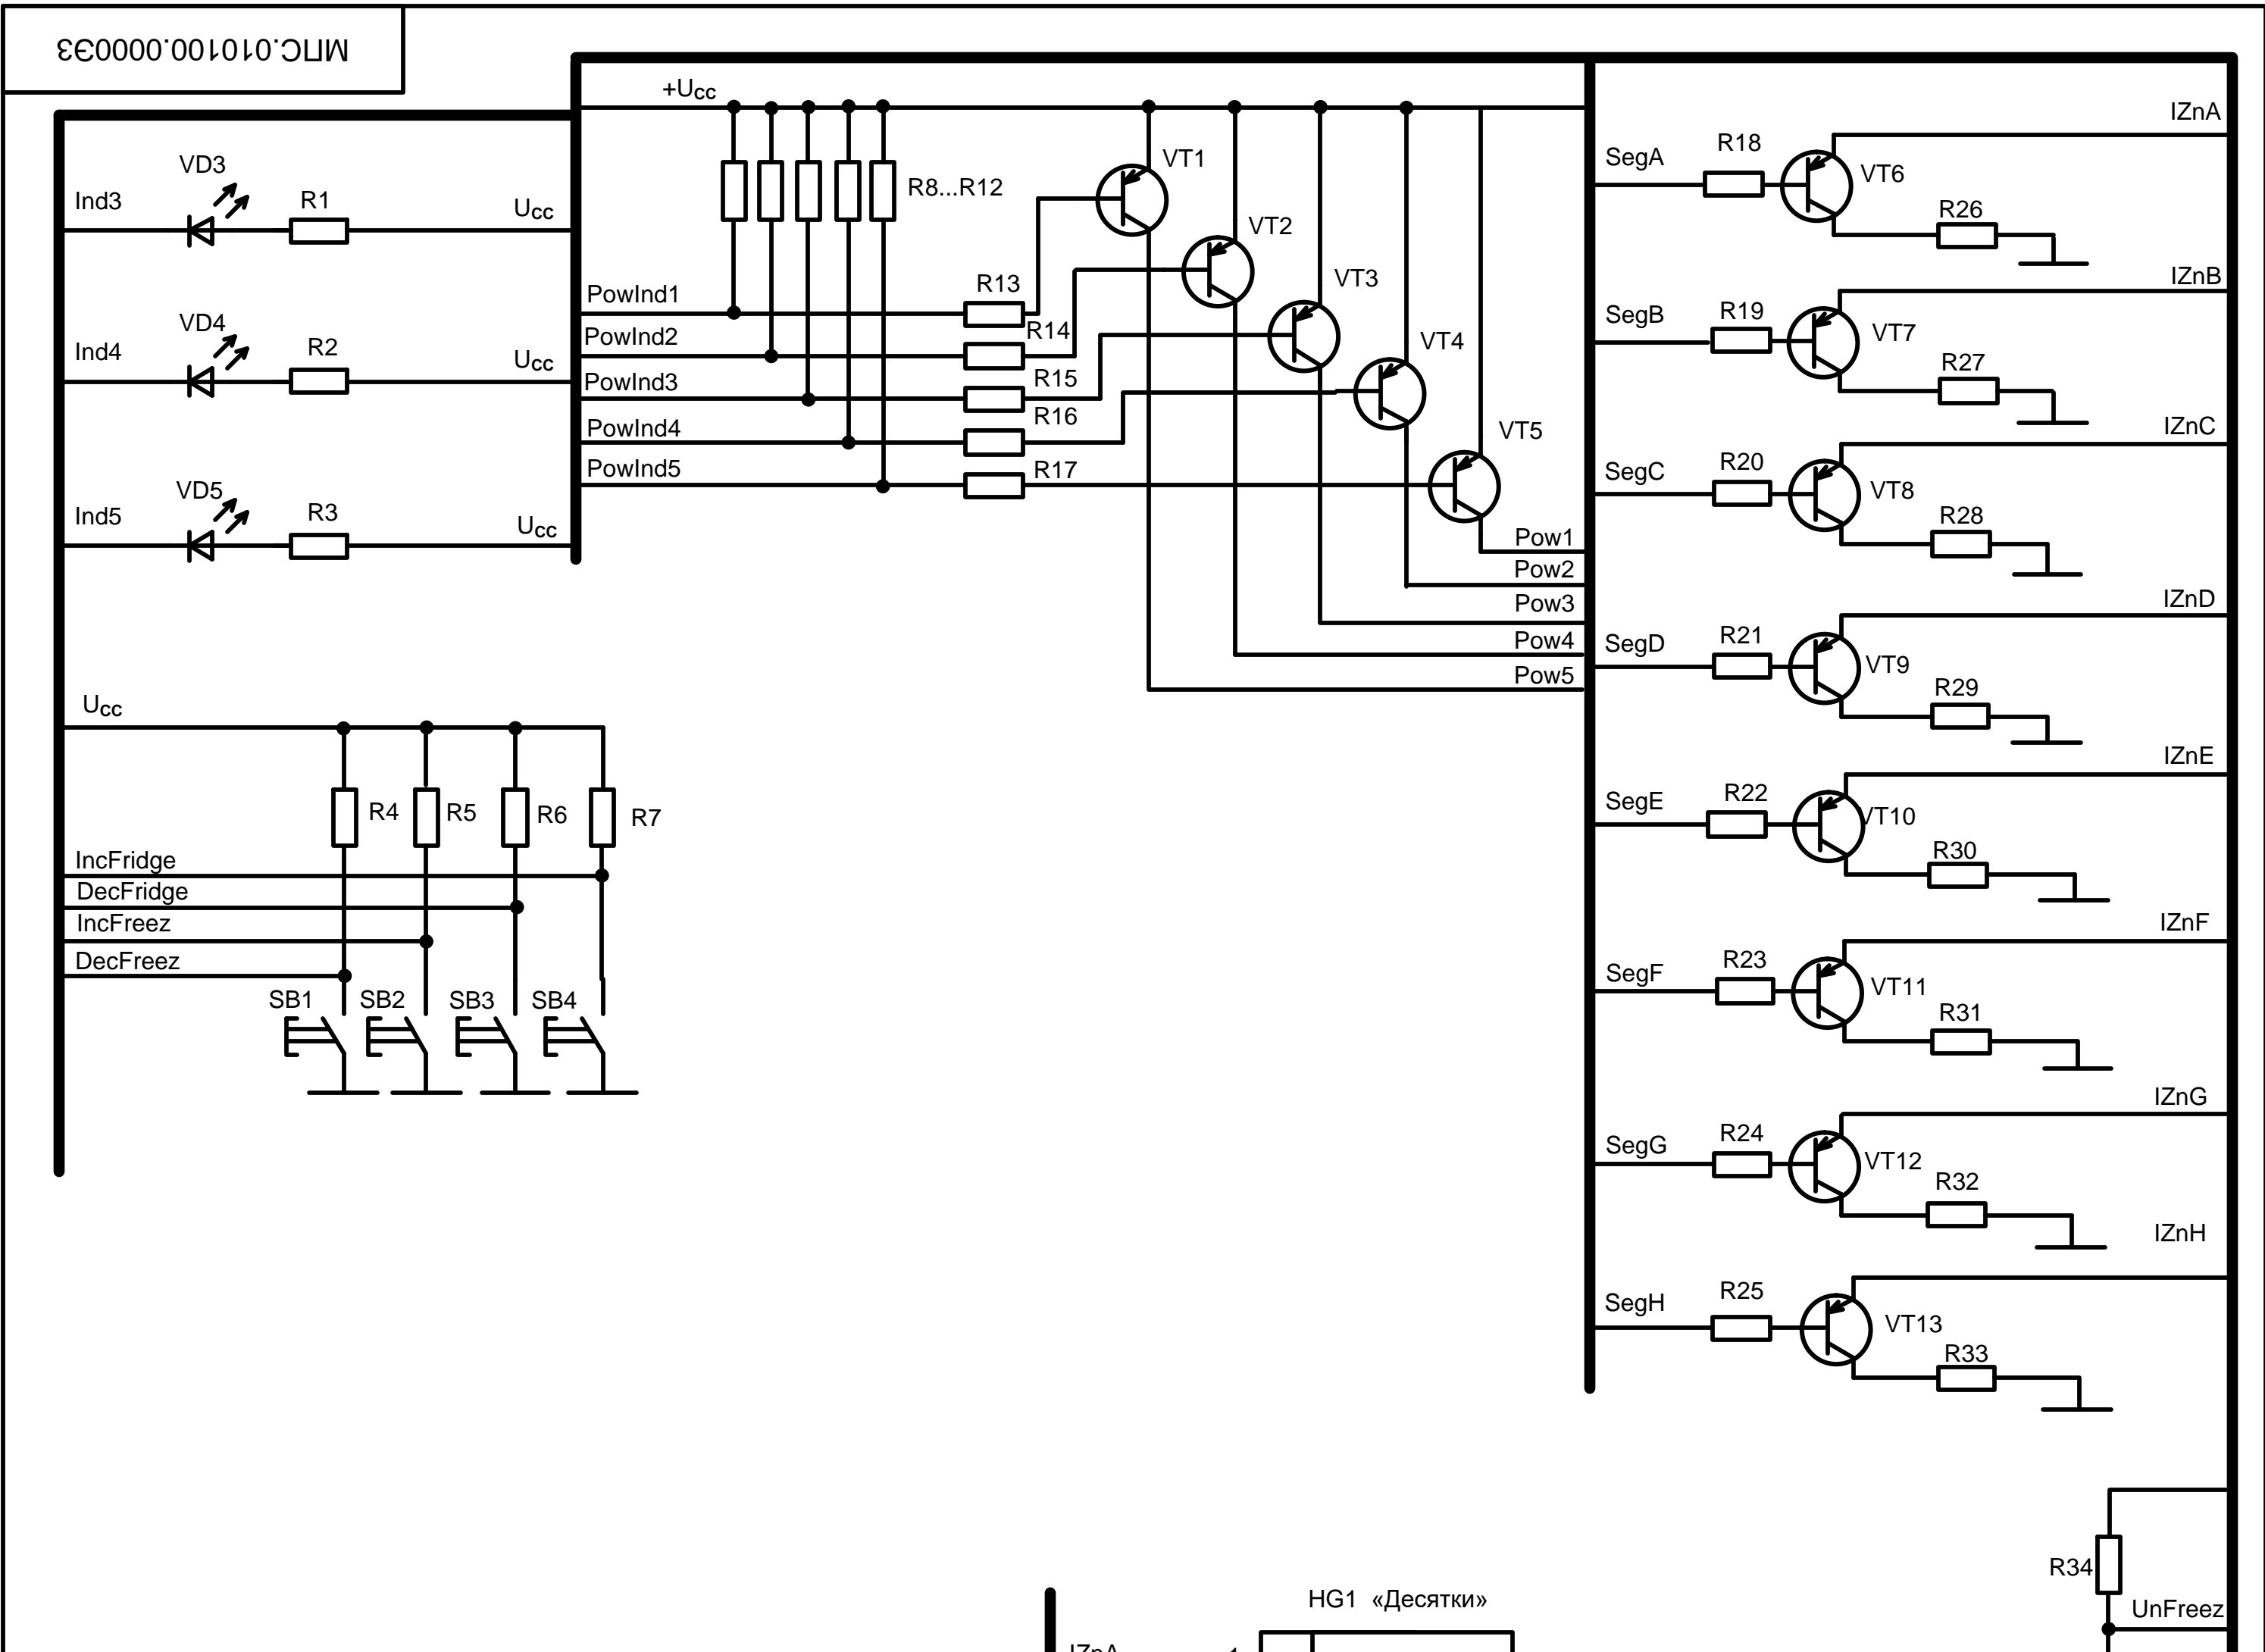 МПС.010100.0000ЭЗ
+Ucc
VD3
Ind3
R1
Ucc
VD4
Ind4
R2
Ucc
VD5
Ind5
R3
Ucc
R8...R12
VT1
VT2
VT3
VT4
VT5
PowInd1
R13
PowInd2
R14
PowInd3
R15
PowInd4
R16
PowInd5
R17
Pow1
Pow2
Pow3
Pow4
Pow5
Ucc
R4
R5
R6
R7
IncFridge
DecFridge
IncFreez
DecFreez
SB1
SB2
SB3
SB4
IZnA
SegA
R18
VT6
R26
IZnB
SegB
R19
VT7
R27
IZnC
SegC
R20
VT8
R28
IZnD
SegD
R21
VT9
R29
IZnE
SegE
R22
VT10
R30
IZnF
SegF
R23
VT11
R31
IZnG
SegG
R24
VT12
R32
IZnH
SegH
R25
VT13
R33
R34
UnFreez
HG1 «Десятки»
IZnA
1